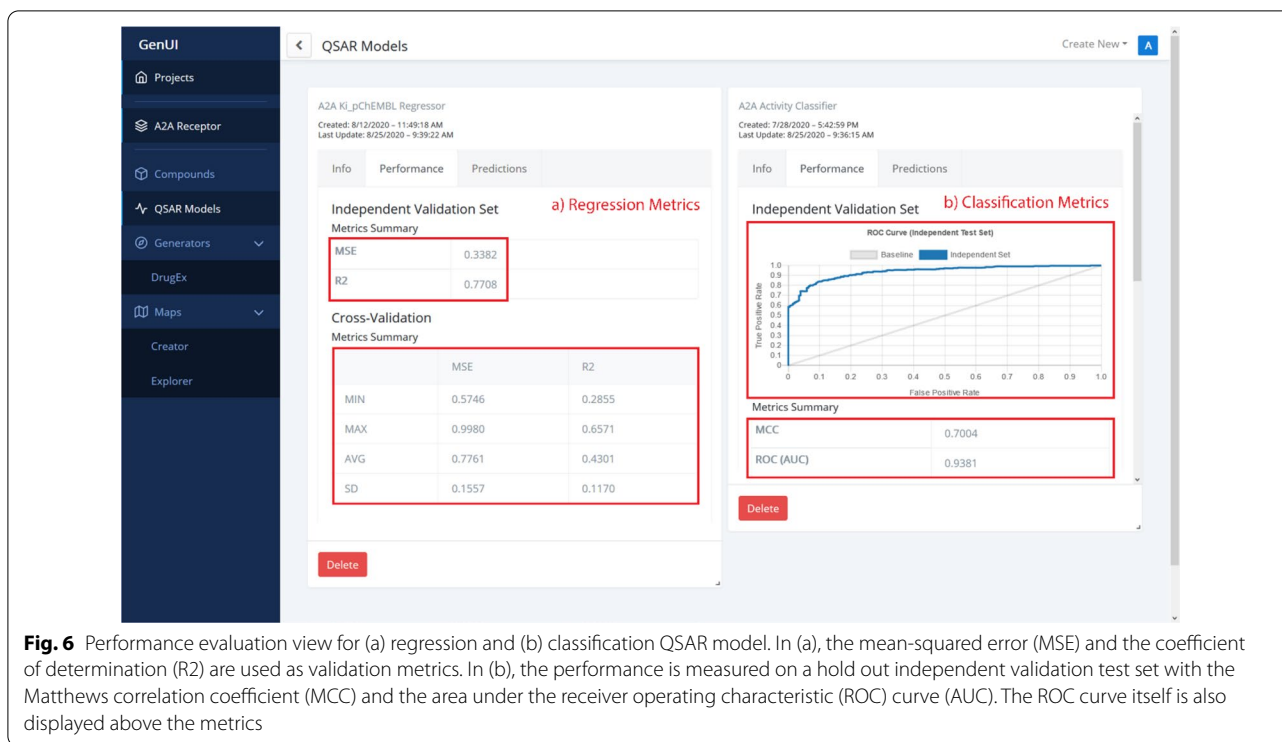 GenUI
Projects
A2A Receptor
Compounds
QSAR Models
Generators
DrugEx
Maps
Creator
Explorer
QSAR Models
Create New
A
A2A Ki_pChEMBL Regressor
Created: 8/12/2020 – 11:49:18 AM
Last Update: 8/25/2020 – 9:39:22 AM
Info Performance Predictions
Independent Validation Set a) Regression Metrics
Metrics Summary
MSE 0.3382
R2 0.7708
Cross-Validation
Metrics Summary
MSE R2
MIN 0.5746 0.2855
MAX 0.9980 0.6571
AVG 0.7761 0.4301
SD 0.1557 0.1170
Delete
A2A Activity Classifier
Created: 7/28/2020 – 5:42:59 PM
Last Update: 8/25/2020 – 9:36:15 AM
Info Performance Predictions
Independent Validation Set b) Classification Metrics
ROC Curve (Independent Test Set)
Baseline Independent Set
True Positive Rate
1.0
0.9
0.8
0.7
0.6
0.5
0.4
0.3
0.2
0.1
0
0 0.1 0.2 0.3 0.4 0.5 0.6 0.7 0.8 0.9 1.0
False Positive Rate
Metrics Summary
MCC 0.7004
ROC (AUC) 0.9381
Delete
Fig. 6 Performance evaluation view for (a) regression and (b) classification QSAR model. In (a), the mean-squared error (MSE) and the coefficient
of determination (R2) are used as validation metrics. In (b), the performance is measured on a hold out independent validation test set with the
Matthews correlation coefficient (MCC) and the area under the receiver operating characteristic (ROC) curve (AUC). The ROC curve itself is also
displayed above the metrics